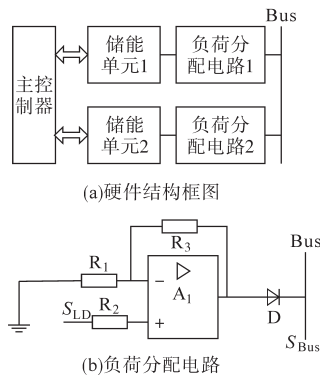 Bus
主控
制器
储能
单元1
负荷分
配电路1
储能
单元2
负荷分
配电路2
(a)硬件结构框图
R₃
R₁
−
A₁
Bus
S_LD
R₂
+
D
S_Bus
(b)负荷分配电路